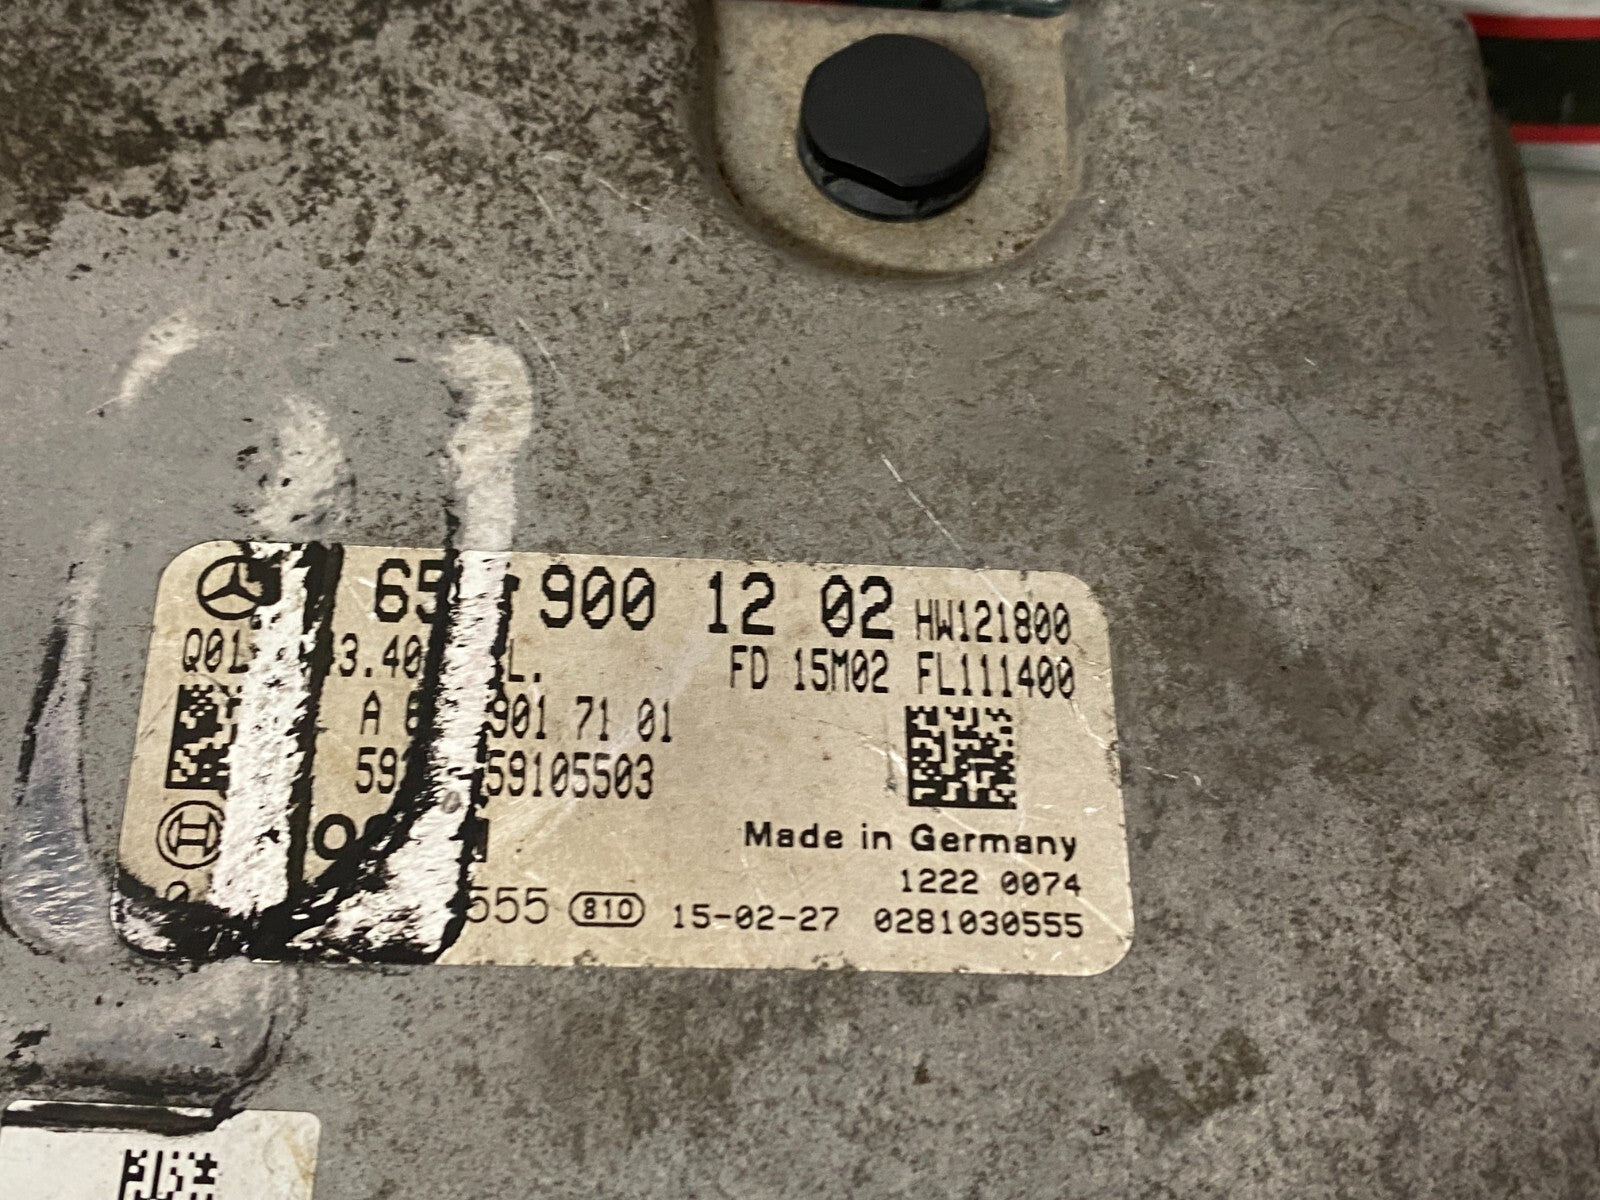 900 12 02 HW121800
FD 15M02 FL111400
A 901 71 01
59105503
Made in Germany
1222 0074
555 810 15-02-27 0281030555